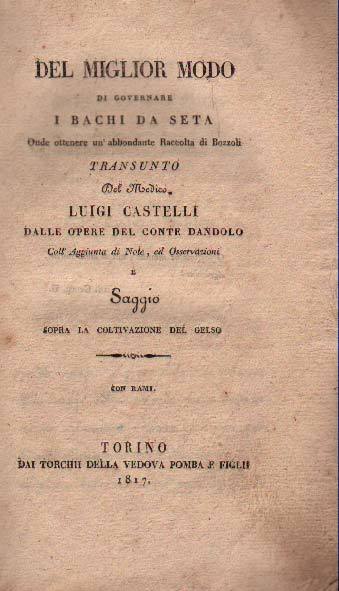 DEL MIGLIOR MODO
DI GOVERNARE
I BACHI DA SETA
Onde ottenere un' abbondante Raccolta di Bozzoli
TRANSUNTO
Del Medico
LUIGI CASTELLI
DALLE OPERE DEL CONTE DANDOLO
Coll' Aggiunta di Note, ed Osservazioni
E
Saggio
SOPRA LA COLTIVAZIONE DEL GELSO
CON RAMI.
TORINO
DAI TORCHII DELLA VEDOVA POMBA E FIGLII
1817.